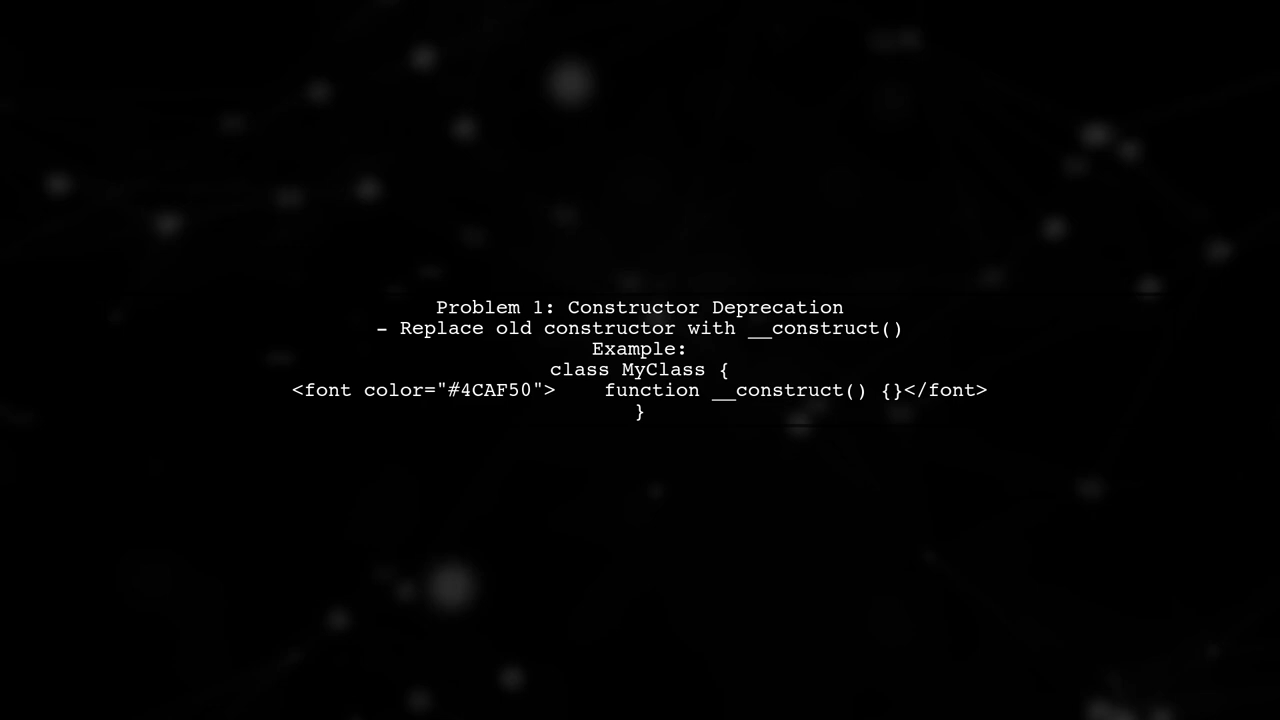 Problem 1: Constructor Deprecation
– Replace old constructor with __construct()
Example:
class MyClass {
<font color="#4CAF50">    function __construct() {}</font>
}